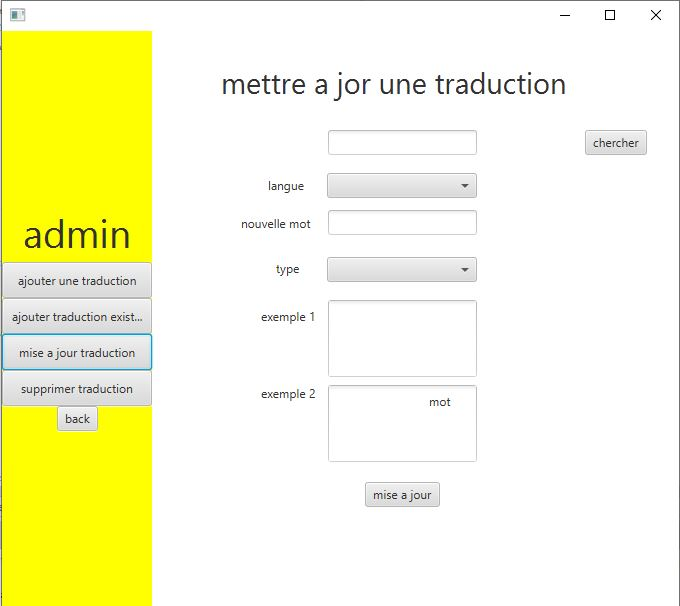 mettre a jor une traduction
chercher
langue
nouvelle mot
type
exemple 1
exemple 2
mot
mise a jour
admin
ajouter une traduction
ajouter traduction exist...
mise a jour traduction
supprimer traduction
back